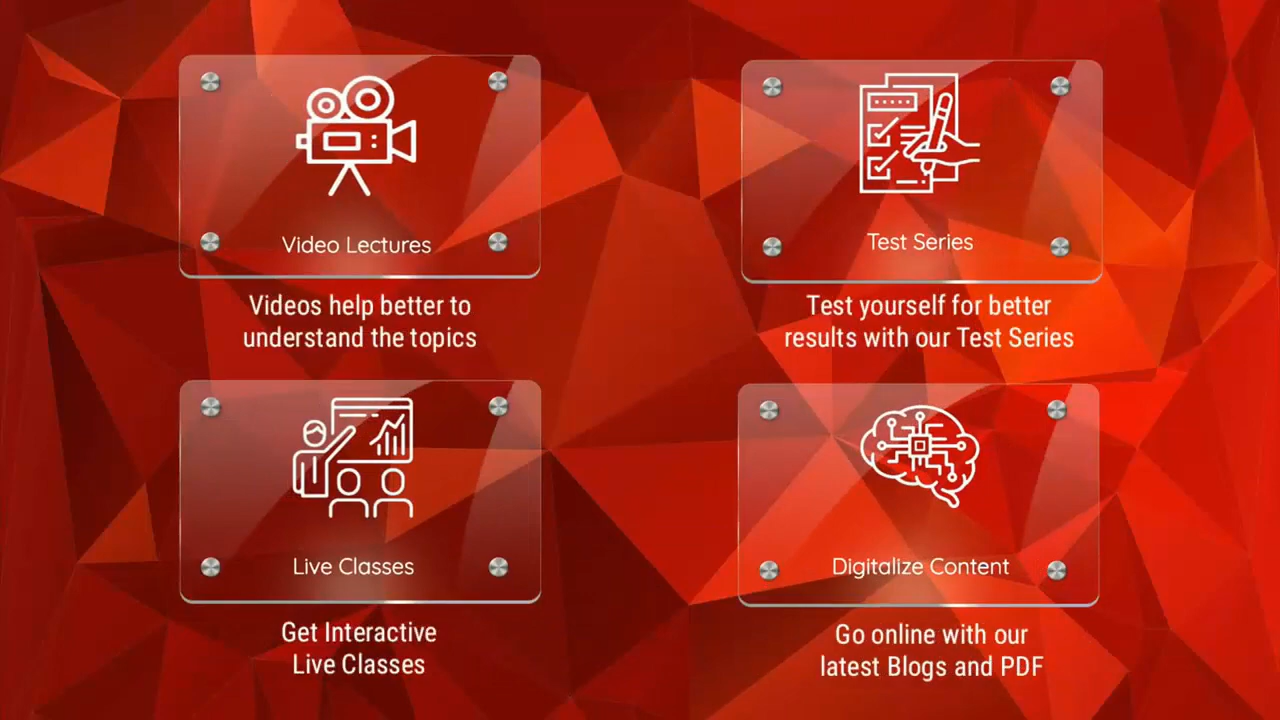 Video Lectures
Videos help better to
understand the topics
Test Series
Test yourself for better
results with our Test Series
Live Classes
Get Interactive
Live Classes
Digitalize Content
Go online with our
latest Blogs and PDF